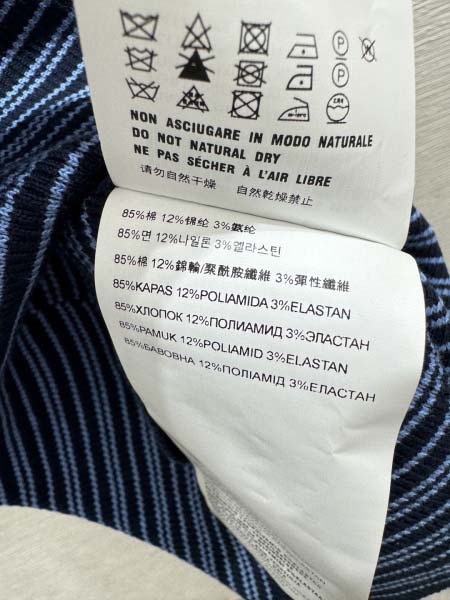 NON ASCIUGARE IN MODO NATURALE
DO NOT NATURAL DRY
NE PAS SÉCHER À L'AIR LIBRE
请勿自然干燥 自然乾燥禁止
85%棉 12%锦纶 3%氨纶
85%면 12%나일론 3%엘라스틴
85%棉 12%錦輪/聚酰胺纖維 3%彈性纖維
85%KAPAS 12%POLIAMIDA 3%ELASTAN
85%ХЛОПОК 12%ПОЛИАМИД 3%ЭЛАСТАН
85%PAMUK 12%POLIAMID 3%ELASTAN
85%БАВОВНА 12%ПОЛІАМІД 3%ЕЛАСТАН